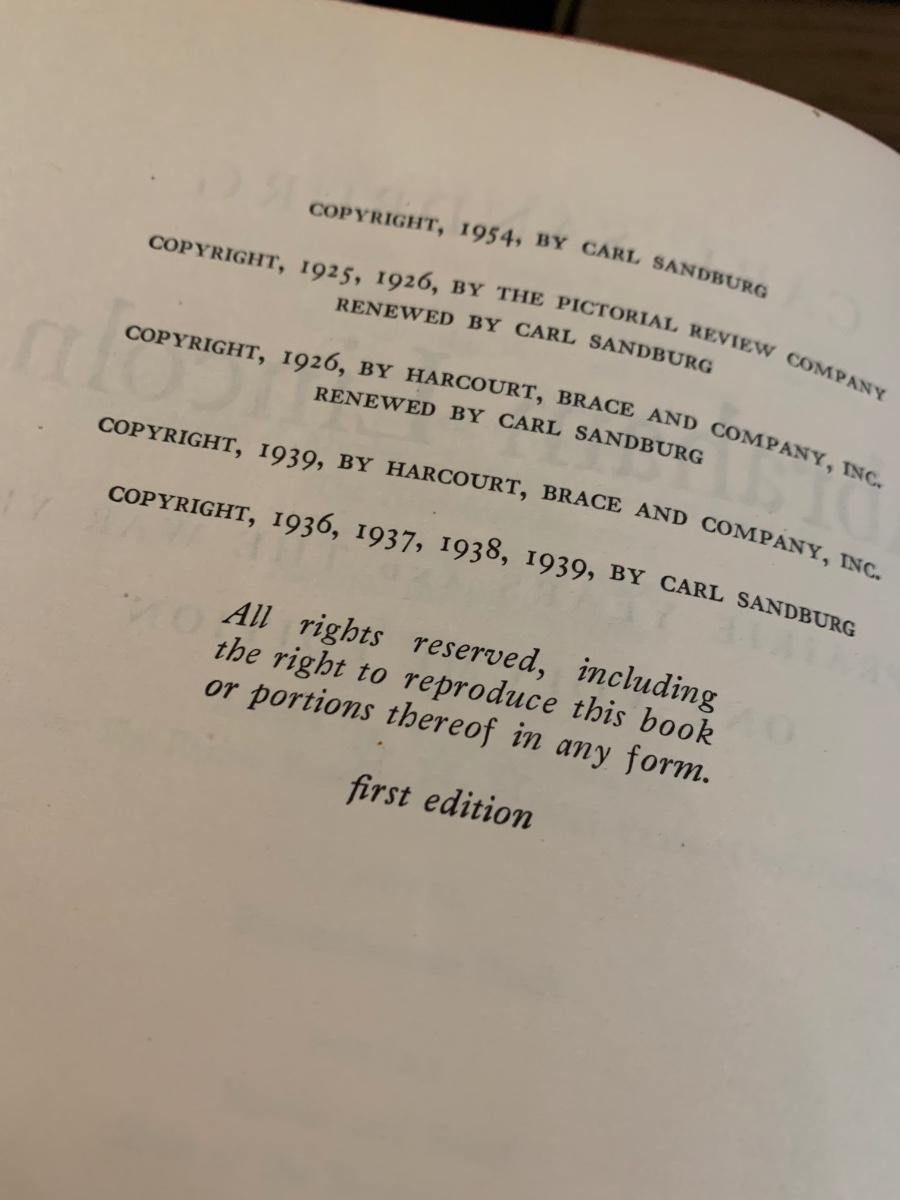 COPYRIGHT, 1954, BY CARL SANDBURG
COPYRIGHT, 1925, 1926, BY THE PICTORIAL REVIEW COMPANY
RENEWED BY CARL SANDBURG
COPYRIGHT, 1926, BY HARCOURT, BRACE AND COMPANY, INC.
RENEWED BY CARL SANDBURG
COPYRIGHT, 1939, BY HARCOURT, BRACE AND COMPANY, INC.
COPYRIGHT, 1936, 1937, 1938, 1939, BY CARL SANDBURG
All rights reserved, including
the right to reproduce this book
or portions thereof in any form.
first edition